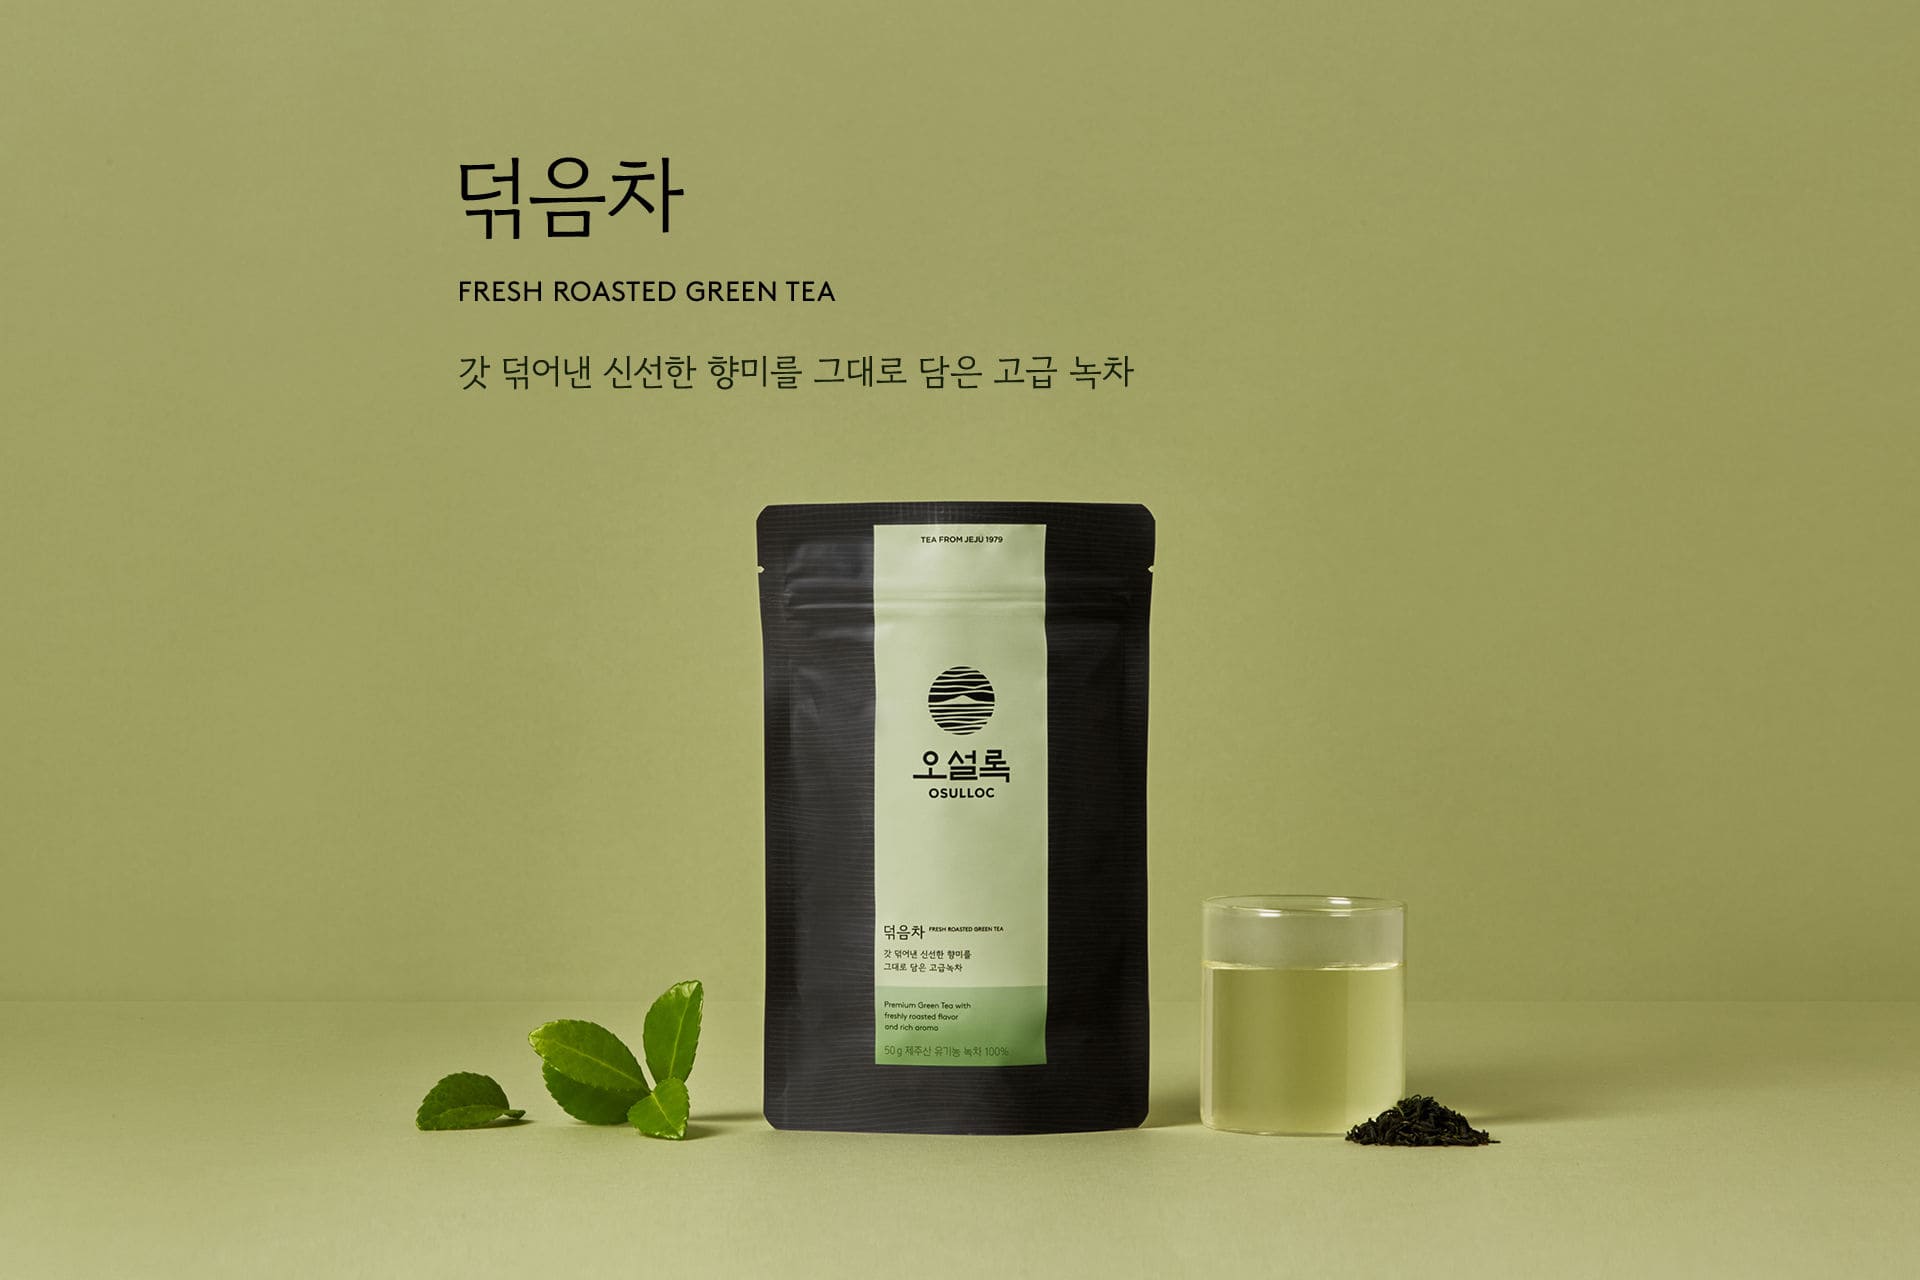 덖음차
FRESH ROASTED GREEN TEA
갓 덖어낸 신선한 향미를 그대로 담은 고급 녹차
TEA FROM JEJU 1979
오설록
OSULLOC
덖음차 FRESH ROASTED GREEN TEA
갓 덖어낸 신선한 향미를
그대로 담은 고급녹차
Premium Green Tea with
freshly roasted flavor
and rich aroma
50 g 제주산 유기농 녹차 100%